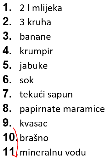 1. 2 l mlijeka
2. 3 kruha
3. banane
4. krumpir
5. jabuke
6. sok
7. tekući sapun
8. papirnate maramice
9. kvasac
10. brašno
11. mineralnu vodu